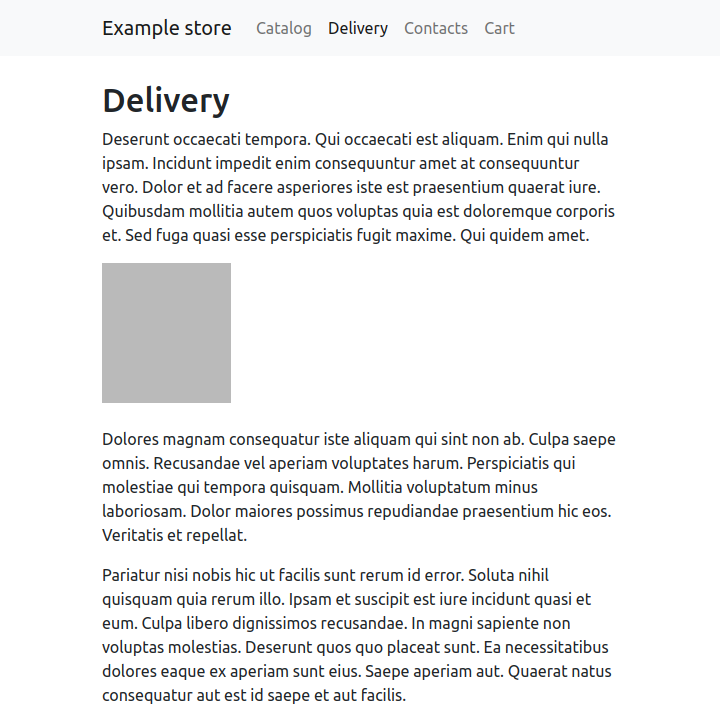 Example store Catalog Delivery Contacts Cart
Delivery
Deserunt occaecati tempora. Qui occaecati est aliquam. Enim qui nulla
ipsam. Incidunt impedit enim consequuntur amet at consequuntur
vero. Dolor et ad facere asperiores iste est praesentium quaerat iure.
Quibusdam mollitia autem quos voluptas quia est doloremque corporis
et. Sed fuga quasi esse perspiciatis fugit maxime. Qui quidem amet.
Dolores magnam consequatur iste aliquam qui sint non ab. Culpa saepe
omnis. Recusandae vel aperiam voluptates harum. Perspiciatis qui
molestiae qui tempora quisquam. Mollitia voluptatum minus
laboriosam. Dolor maiores possimus repudiandae praesentium hic eos.
Veritatis et repellat.
Pariatur nisi nobis hic ut facilis sunt rerum id error. Soluta nihil
quisquam quia rerum illo. Ipsam et suscipit est iure incidunt quasi et
eum. Culpa libero dignissimos recusandae. In magni sapiente non
voluptas molestias. Deserunt quos quo placeat sunt. Ea necessitatibus
dolores eaque ex aperiam sunt eius. Saepe aperiam aut. Quaerat natus
consequatur aut est id saepe et aut facilis.